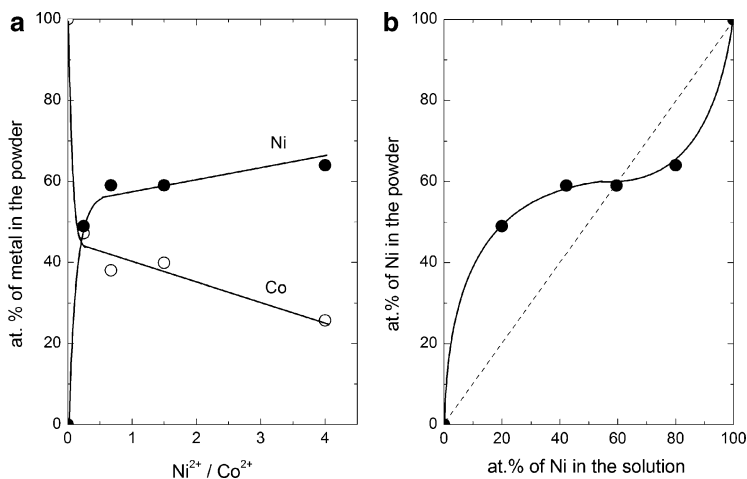 a
100
80
60
40
20
0
at. % of metal in the powder
Ni
Co
0 1 2 3 4
Ni²⁺ / Co²⁺
b
100
80
60
40
20
0
at.% of Ni in the powder
0 20 40 60 80 100
at.% of Ni in the solution